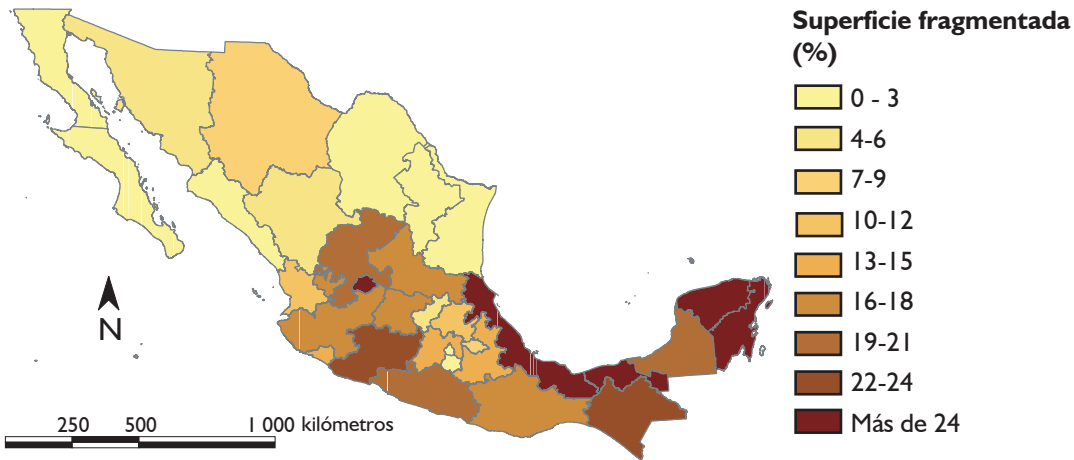 Superficie fragmentada
(%)
0 - 3
4-6
7-9
10-12
13-15
16-18
19-21
22-24
Más de 24
N
250 500 1 000 kilómetros